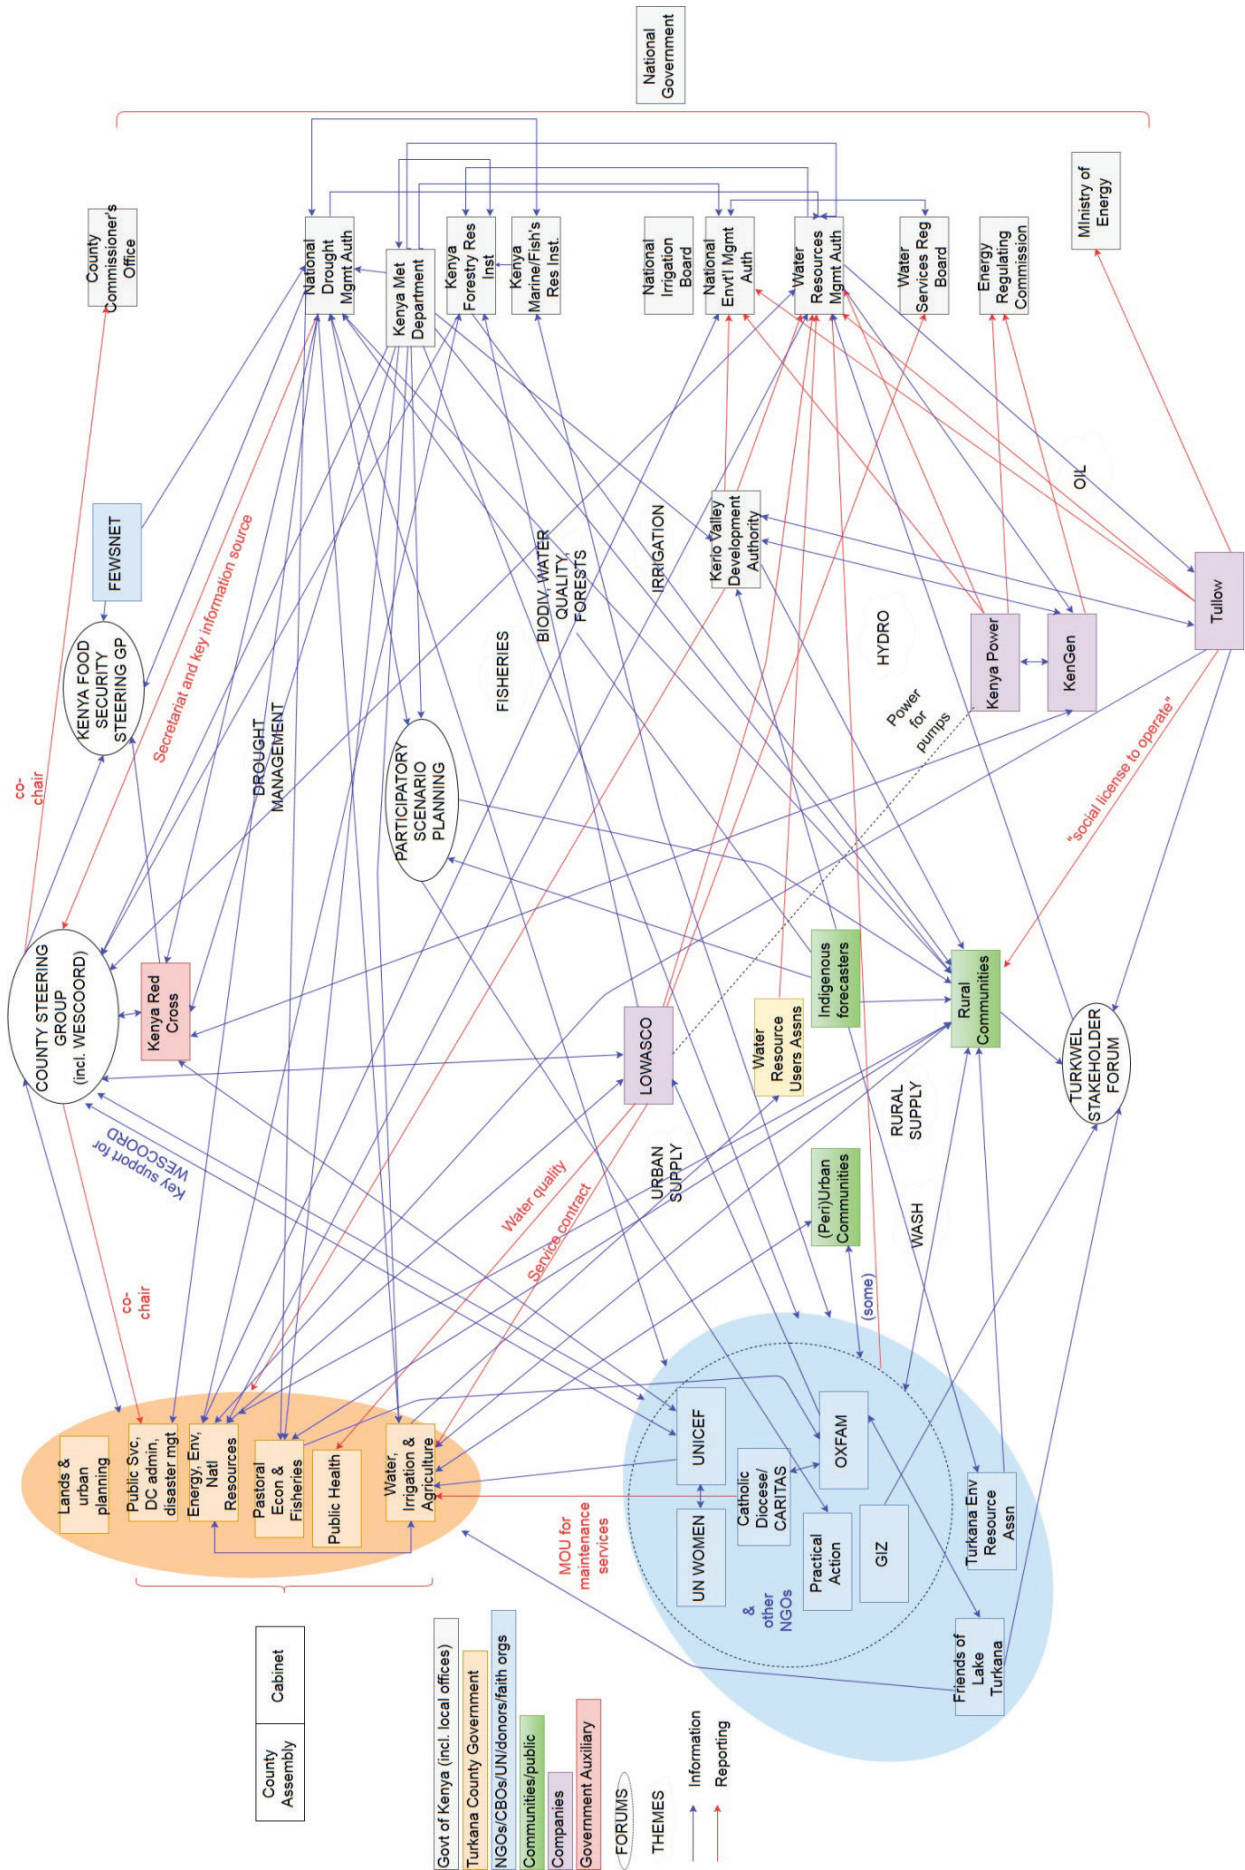 National
Government
County
Commissioner's
Office
National
Drought
Mgmt Auth
Kenya Met
Department
Kenya
Forestry Res
Inst
Kenya
Marine/Fish's
Res Inst.
National
Irrigation
Board
National
Envt'l Mgmt
Auth
Water
Resources
Mgmt Auth
Water
Services Reg
Board
Energy
Regulating
Commission
MInistry of
Energy
FEWSNET
KENYA FOOD
SECURITY
STEERING GP
Secretariat and key information source
co-
chair
DROUGHT
MANAGEMENT
PARTICIPATORY
SCENARIO
PLANNING
FISHERIES
BIODIV, WATER
QUALITY,
FORESTS
IRRIGATION
Kerio Valley
Development
Authority
HYDRO
OIL
Power
for
pumps
Kenya Power
KenGen
Tullow
"social license to operate"
COUNTY STEERING
GROUP
(incl. WESCOORD)
Kenya Red
Cross
LOWASCO
Water
Resource
Users Assns
Indigenous
forecasters
Rural
Communities
TURKWEL
STAKEHOLDER
FORUM
Key support for
WESCOORD
co-
chair
Water quality
Service contract
URBAN
SUPPLY
(Peri)Urban
Communities
RURAL
SUPPLY
WASH
(some)
Lands &
urban
planning
Public Svc,
DC admin,
disaster mgt
Energy, Env,
Natl
Resources
Pastoral
Econ &
Fisheries
Public Health
Water,
Irrigation &
Agriculture
MOU for
maintenance
services
UNICEF
UN WOMEN
Catholic
Diocese/
CARITAS
OXFAM
Practical
Action
GIZ
&
other
NGOs
Turkana Env
Resource
Assn
Friends of
Lake
Turkana
County
Assembly
Cabinet
Govt of Kenya (incl. local offices)
Turkana County Government
NGOs/CBOs/UN/donors/faith orgs
Communities/public
Companies
Government Auxiliary
FORUMS
THEMES
Information
Reporting